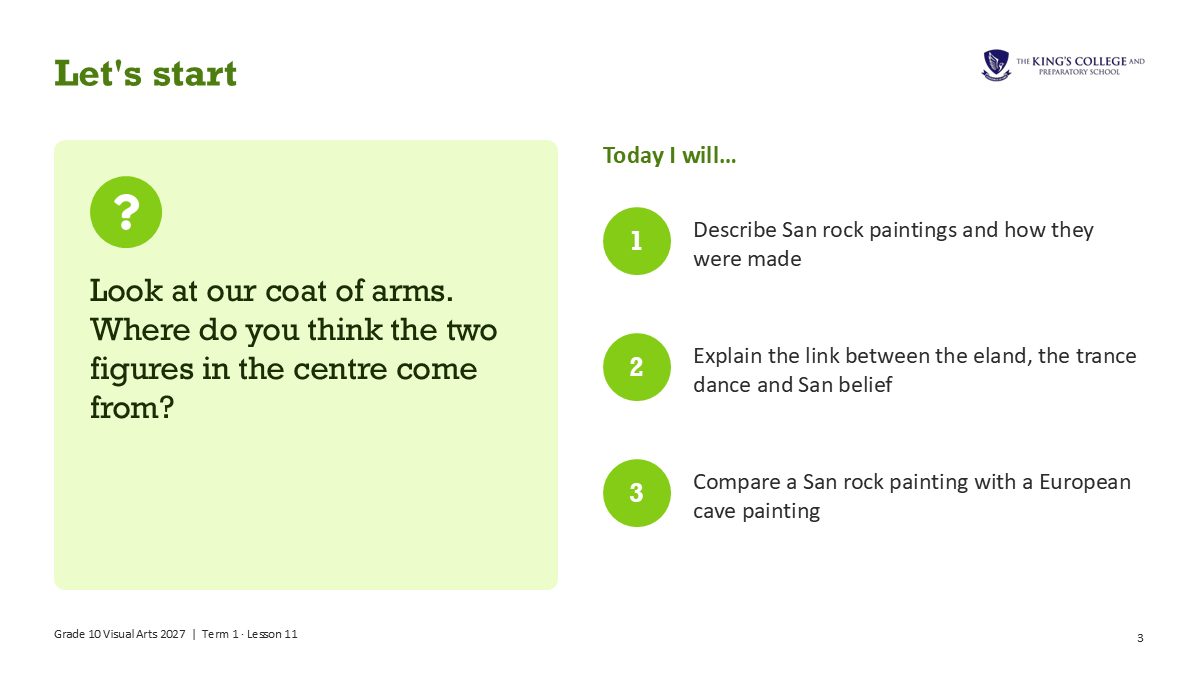 Let's start
THE KING'S COLLEGE AND
PREPARATORY SCHOOL
?
Look at our coat of arms.
Where do you think the two
figures in the centre come
from?
Today I will...
1
Describe San rock paintings and how they
were made
2
Explain the link between the eland, the trance
dance and San belief
3
Compare a San rock painting with a European
cave painting
Grade 10 Visual Arts 2027 | Term 1 · Lesson 11
3